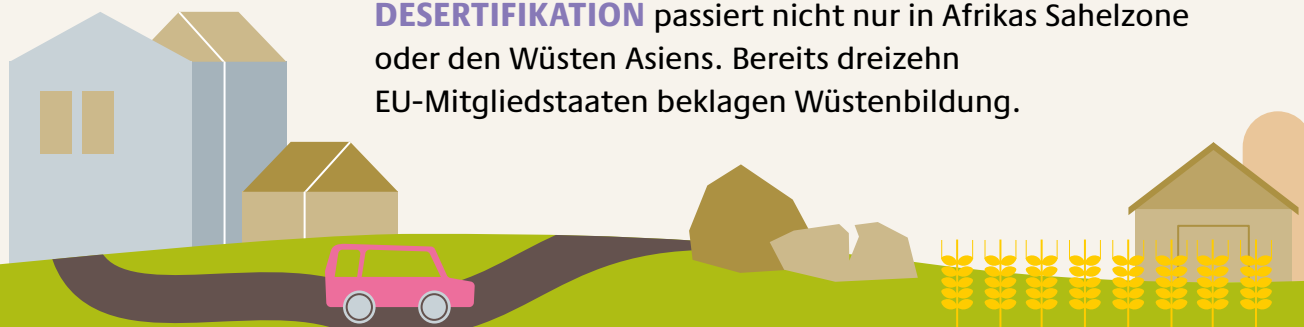 DESERTIFIKATION passiert nicht nur in Afrikas Sahelzone
oder den Wüsten Asiens. Bereits dreizehn
EU-Mitgliedstaaten beklagen Wüstenbildung.